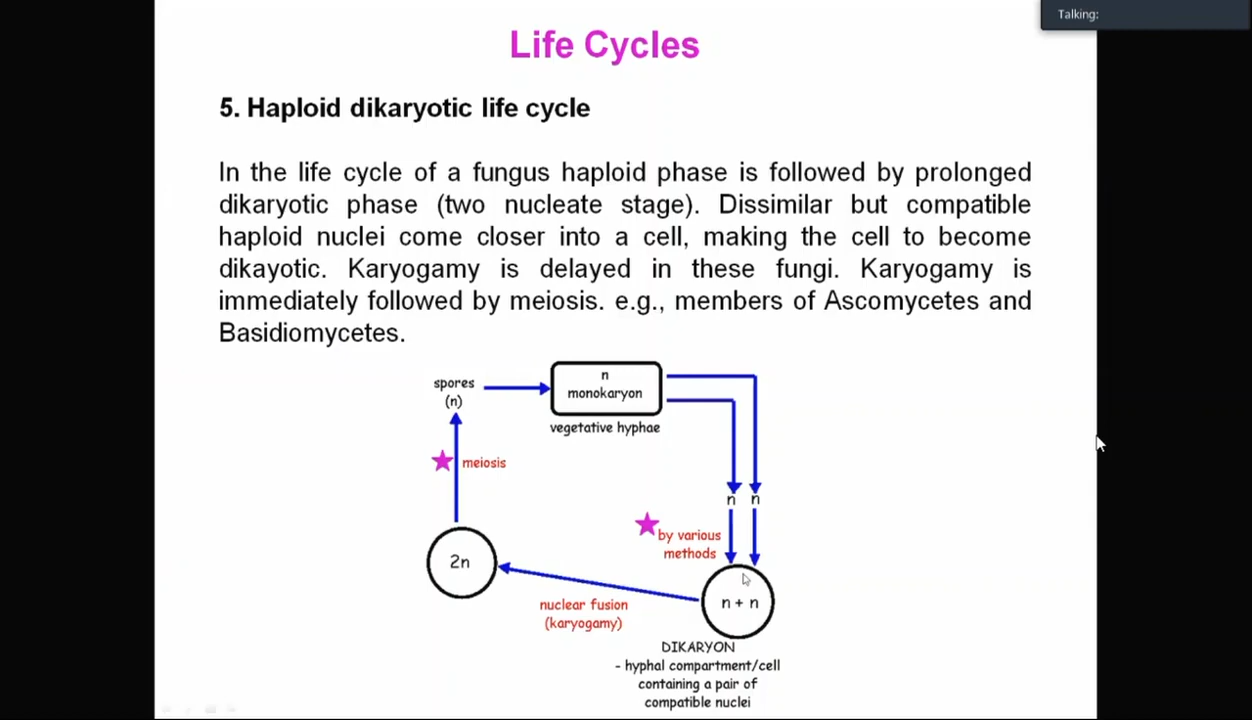 Talking:
Life Cycles
5. Haploid dikaryotic life cycle
In the life cycle of a fungus haploid phase is followed by prolonged
dikaryotic phase (two nucleate stage). Dissimilar but compatible
haploid nuclei come closer into a cell, making the cell to become
dikayotic. Karyogamy is delayed in these fungi. Karyogamy is
immediately followed by meiosis. e.g., members of Ascomycetes and
Basidiomycetes.
spores
(n)
n
monokaryon
vegetative hyphae
meiosis
n n
by various
methods
2n
n + n
nuclear fusion
(karyogamy)
DIKARYON
- hyphal compartment/cell
containing a pair of
compatible nuclei